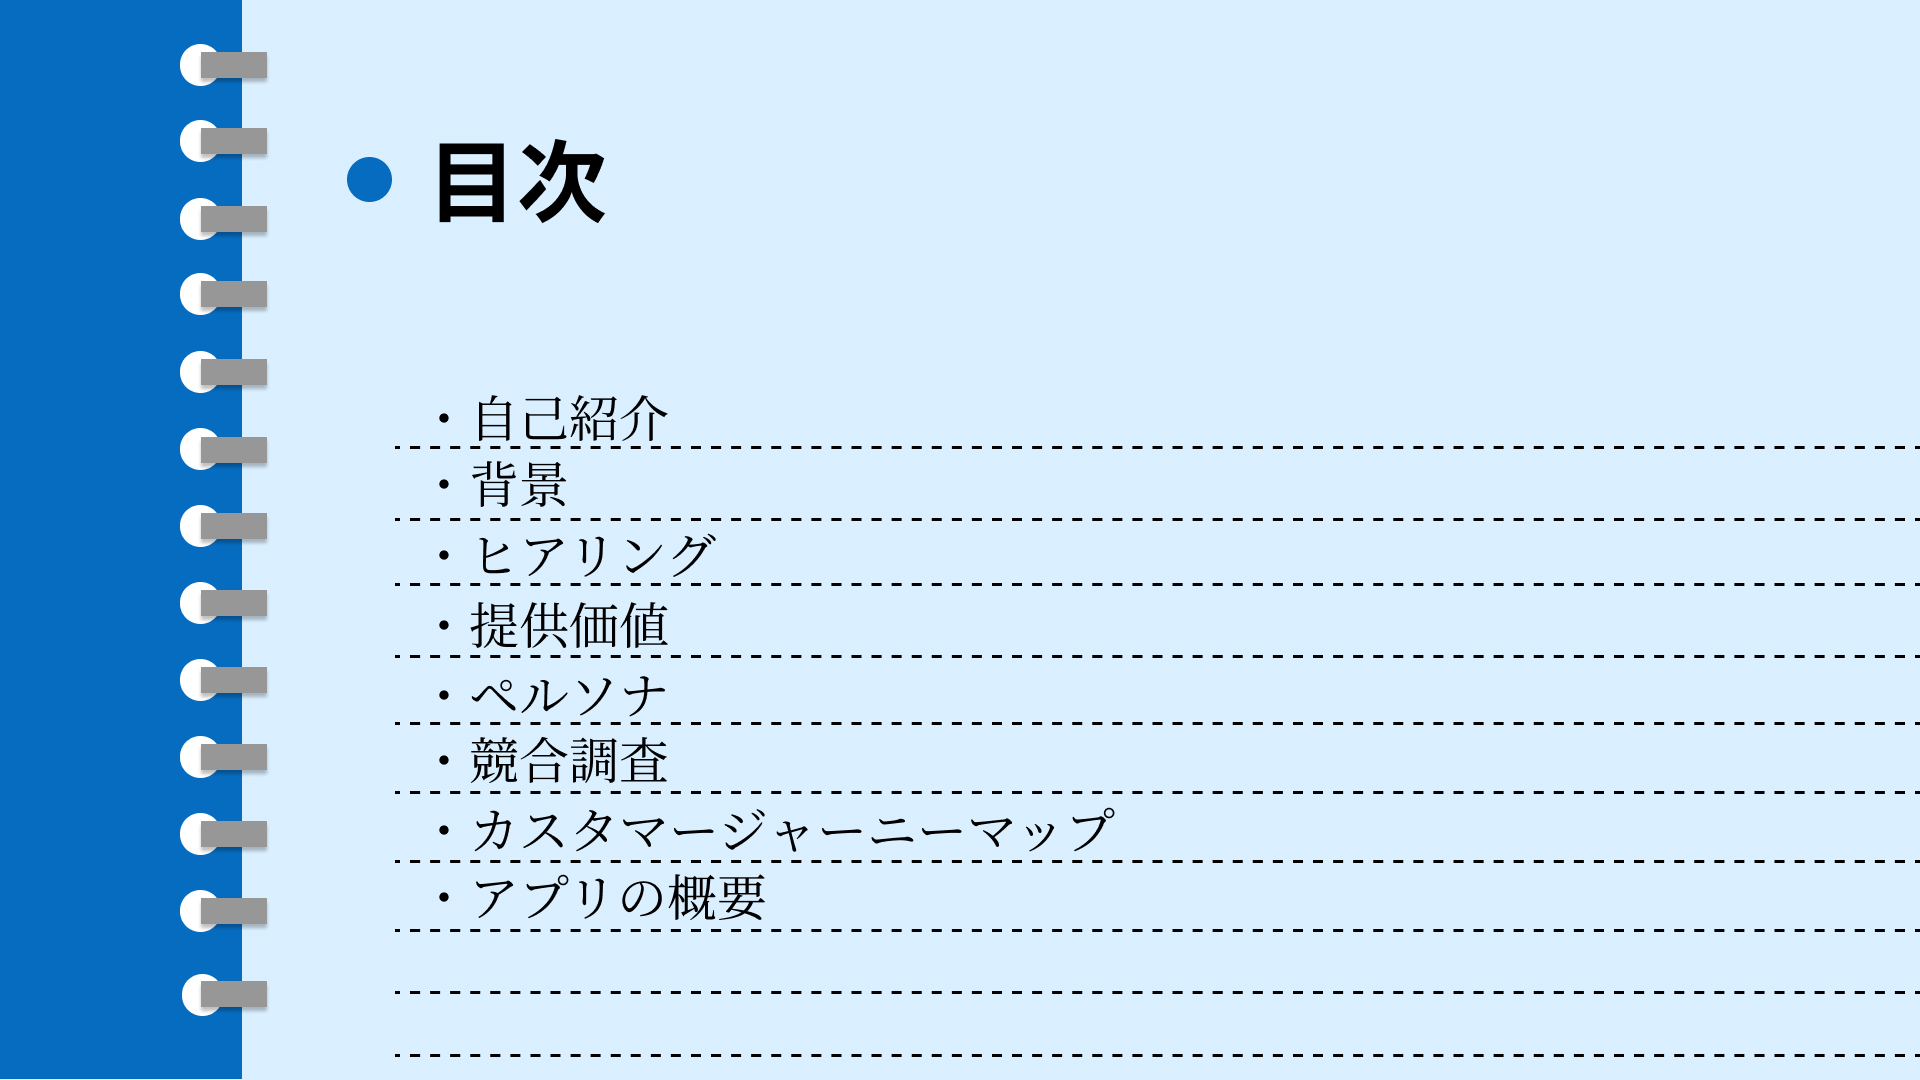 目次
・自己紹介
・背景
・ヒアリング
・提供価値
・ペルソナ
・競合調査
・カスタマージャーニーマップ
・アプリの概要